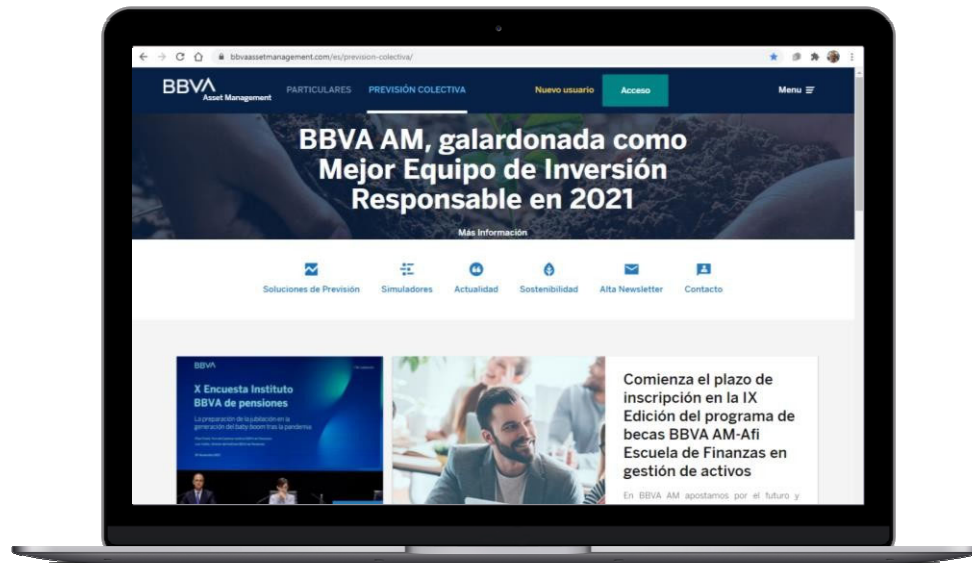 bbvaassetmanagement.com/es/prevision-colectiva/
BBVA
Asset Management
PARTICULARES
PREVISIÓN COLECTIVA
Nuevo usuario
Acceso
Menu
BBVA AM, galardonada como
Mejor Equipo de Inversión
Responsable en 2021
Más Información
Soluciones de Previsión
Simuladores
Actualidad
Sostenibilidad
Alta Newsletter
Contacto
BBVA
X Encuesta Instituto
BBVA de pensiones
La preparación de la jubilación en la
generación del baby boom tras la pandemia
Comienza el plazo de
inscripción en la IX
Edición del programa de
becas BBVA AM-Afi
Escuela de Finanzas en
gestión de activos
En BBVA AM apostamos por el futuro y